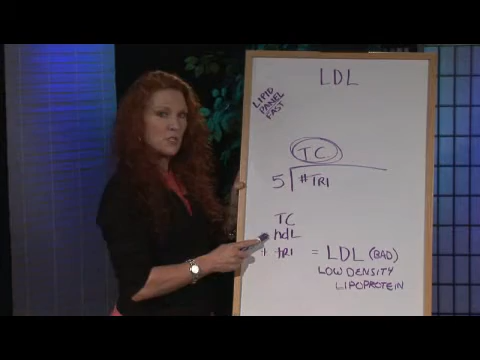 LDL
LIPID
PANEL
FAST
TC
5 #TRI
TC
hdL
+ TRI = LDL (BAD)
LOW DENSITY
LIPOPROTEIN